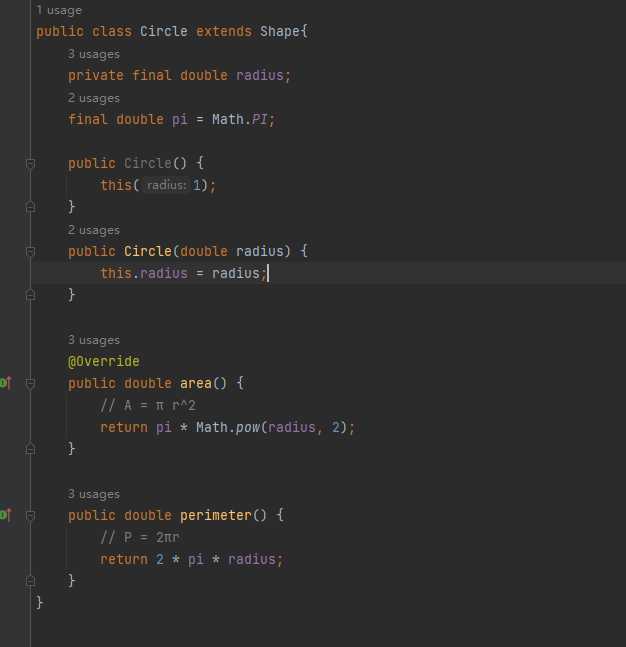 1 usage
public class Circle extends Shape{
3 usages
private final double radius;
2 usages
final double pi = Math.PI;
public Circle() {
this( radius: 1);
}
2 usages
public Circle(double radius) {
this.radius = radius;
}
3 usages
@Override
public double area() {
// A = π r^2
return pi * Math.pow(radius, 2);
}
3 usages
public double perimeter() {
// P = 2πr
return 2 * pi * radius;
}
}